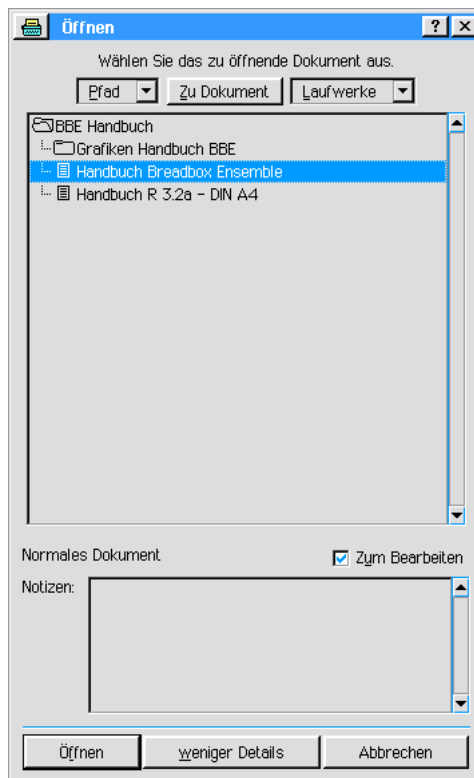 Öffnen
Wählen Sie das zu öffnende Dokument aus.
Pfad Zu Dokument Laufwerke
BBE Handbuch
Grafiken Handbuch BBE
Handbuch Breadbox Ensemble
Handbuch R 3.2a - DIN A4
Normales Dokument Zum Bearbeiten
Notizen:
Öffnen weniger Details Abbrechen